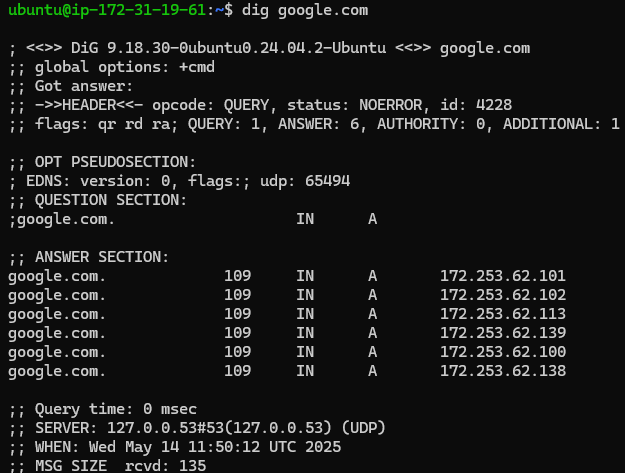 ubuntu@ip-172-31-19-61:~$ dig google.com
; <<>> DiG 9.18.30-0ubuntu0.24.04.2-Ubuntu <<>> google.com
;; global options: +cmd
;; Got answer:
;; ->>HEADER<<- opcode: QUERY, status: NOERROR, id: 4228
;; flags: qr rd ra; QUERY: 1, ANSWER: 6, AUTHORITY: 0, ADDITIONAL: 1
;; OPT PSEUDOSECTION:
; EDNS: version: 0, flags:; udp: 65494
;; QUESTION SECTION:
;google.com. IN A
;; ANSWER SECTION:
google.com. 109 IN A 172.253.62.101
google.com. 109 IN A 172.253.62.102
google.com. 109 IN A 172.253.62.113
google.com. 109 IN A 172.253.62.139
google.com. 109 IN A 172.253.62.100
google.com. 109 IN A 172.253.62.138
;; Query time: 0 msec
;; SERVER: 127.0.0.53#53(127.0.0.53) (UDP)
;; WHEN: Wed May 14 11:50:12 UTC 2025
;; MSG SIZE rcvd: 135